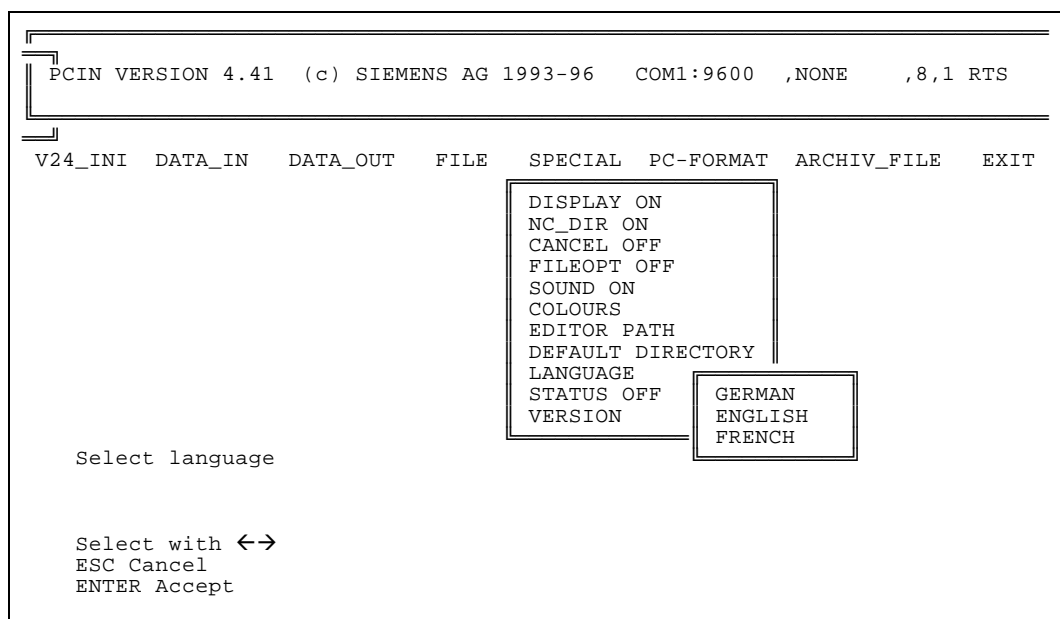 PCIN VERSION 4.41 (c) SIEMENS AG 1993-96 COM1:9600 ,NONE ,8,1 RTS
V24_INI DATA_IN DATA_OUT FILE SPECIAL PC-FORMAT ARCHIV_FILE EXIT
DISPLAY ON
NC_DIR ON
CANCEL OFF
FILEOPT OFF
SOUND ON
COLOURS
EDITOR PATH
DEFAULT DIRECTORY
LANGUAGE
STATUS OFF
VERSION
GERMAN
ENGLISH
FRENCH
Select language
Select with ←→
ESC Cancel
ENTER Accept